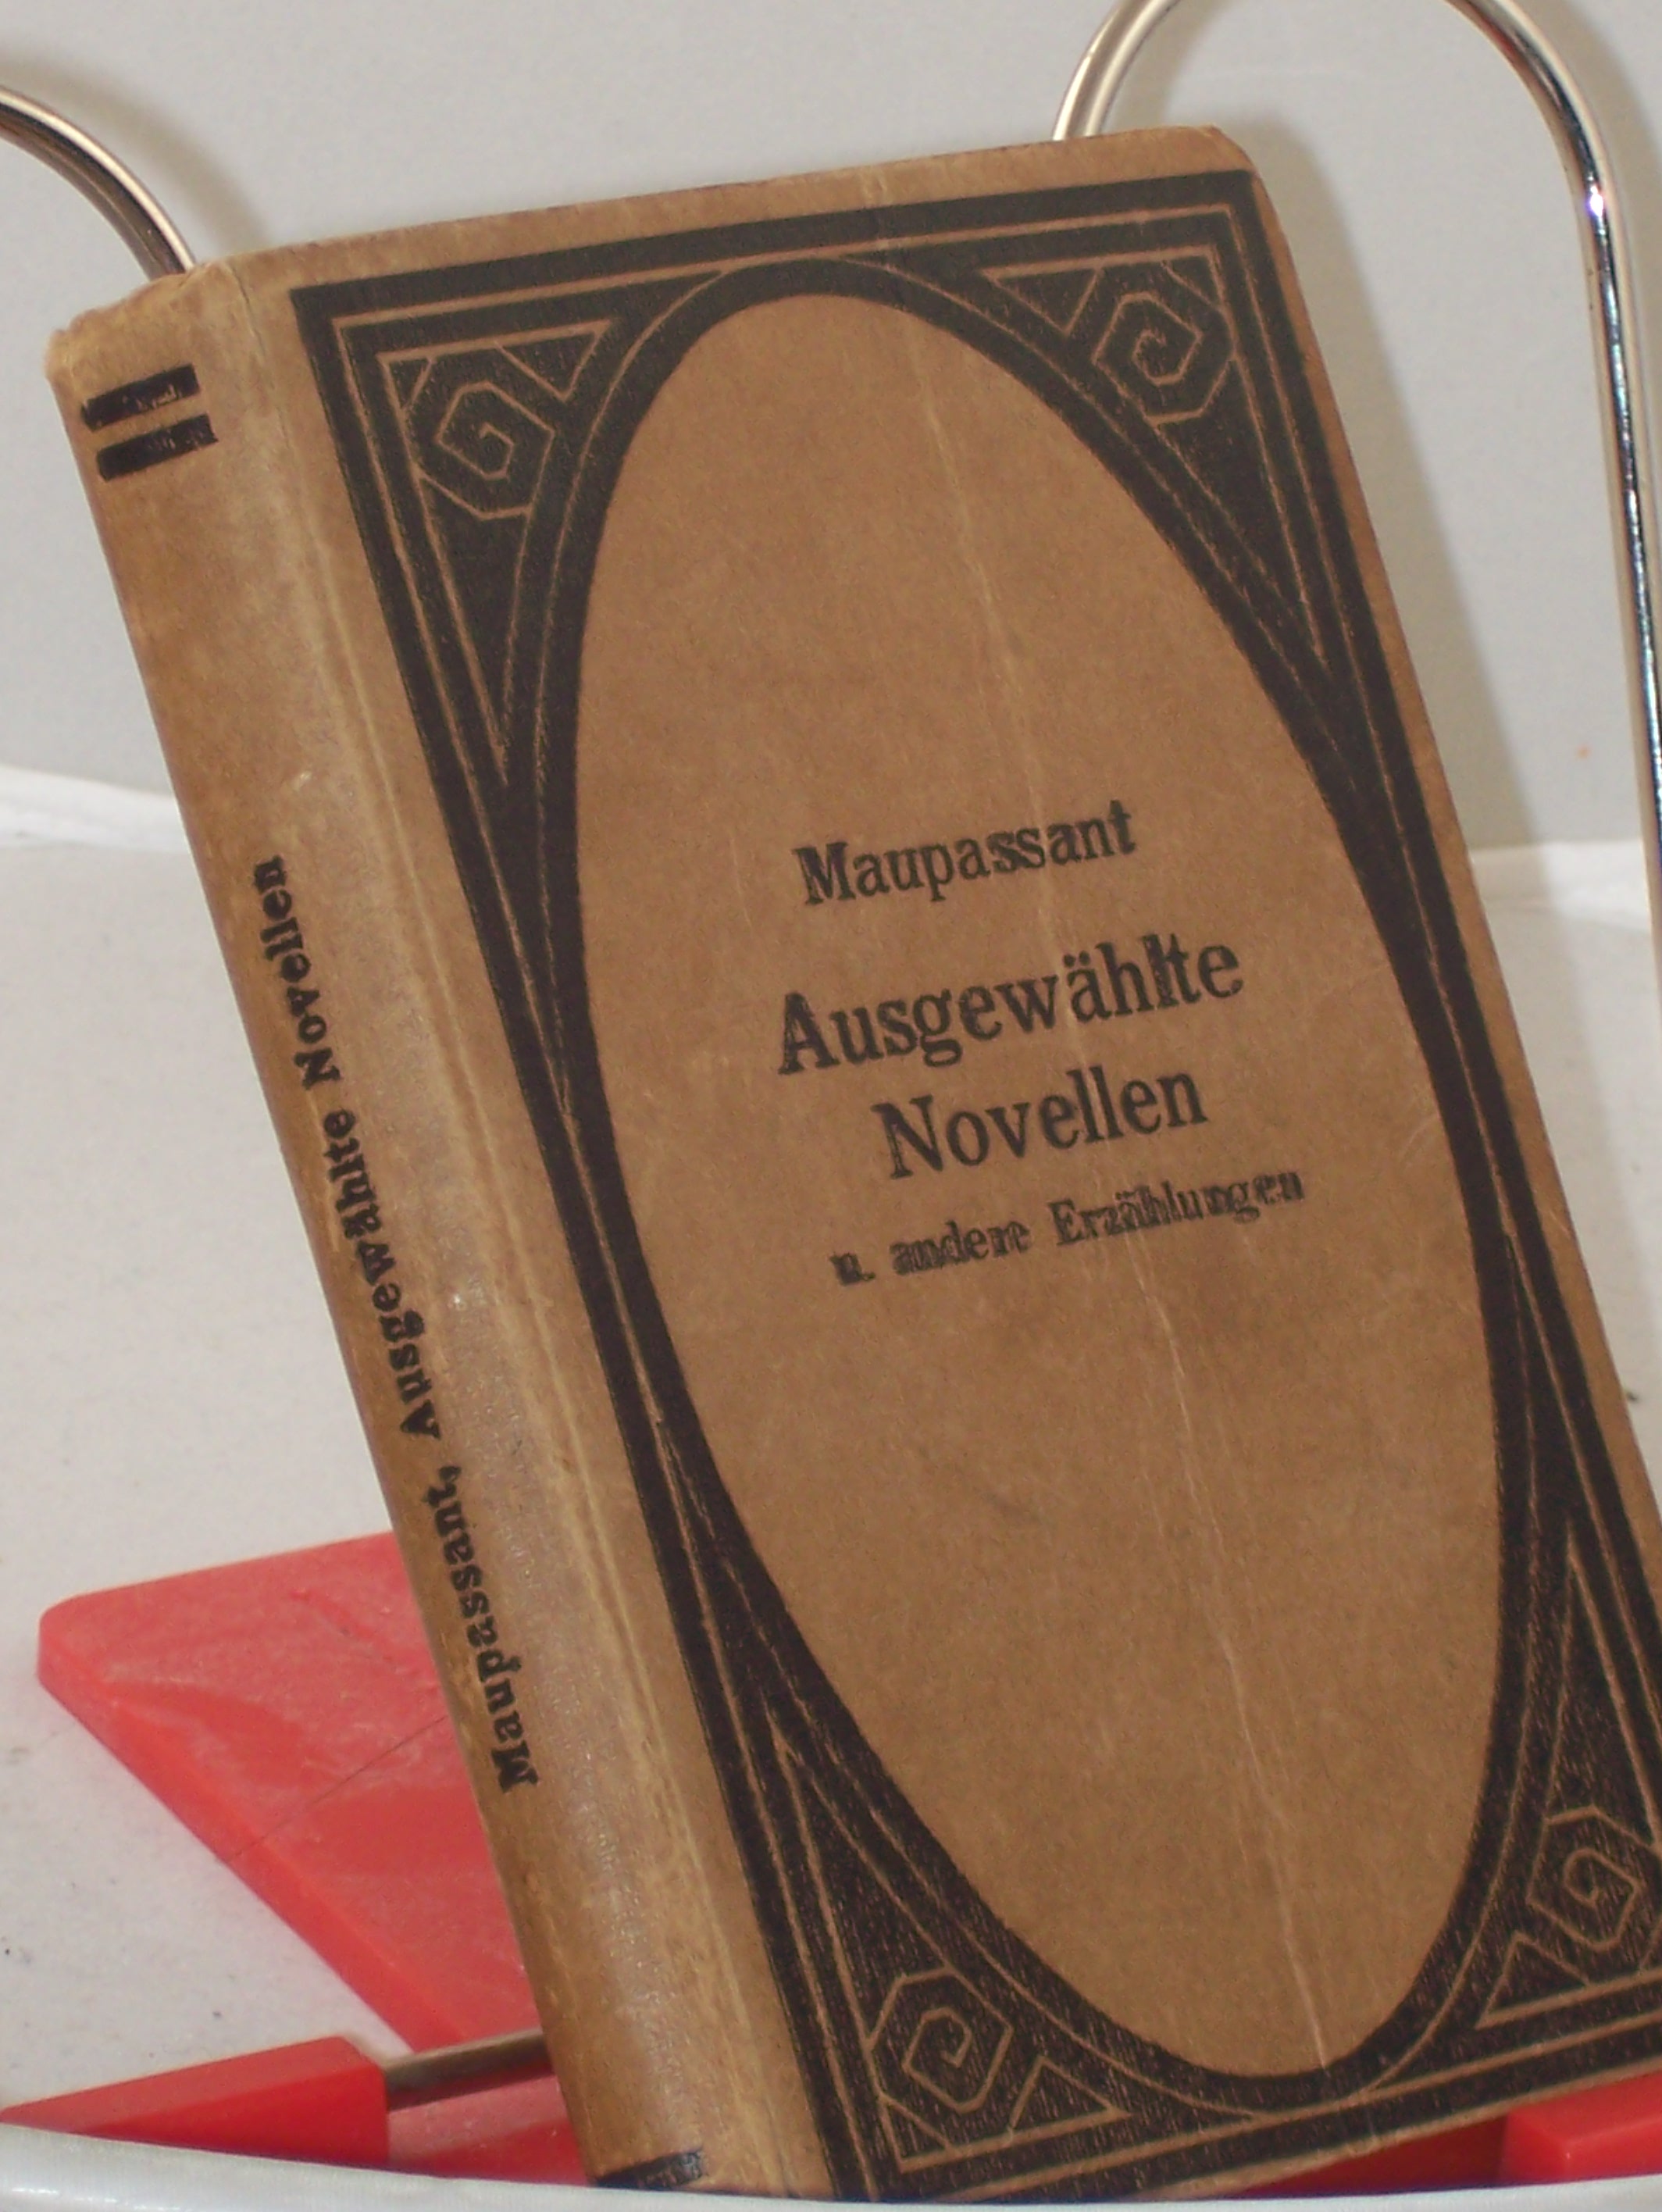 Maupassant
Ausgewählte
Novellen
u. andere Erzählungen
Maupassant, Ausgewählte Novellen